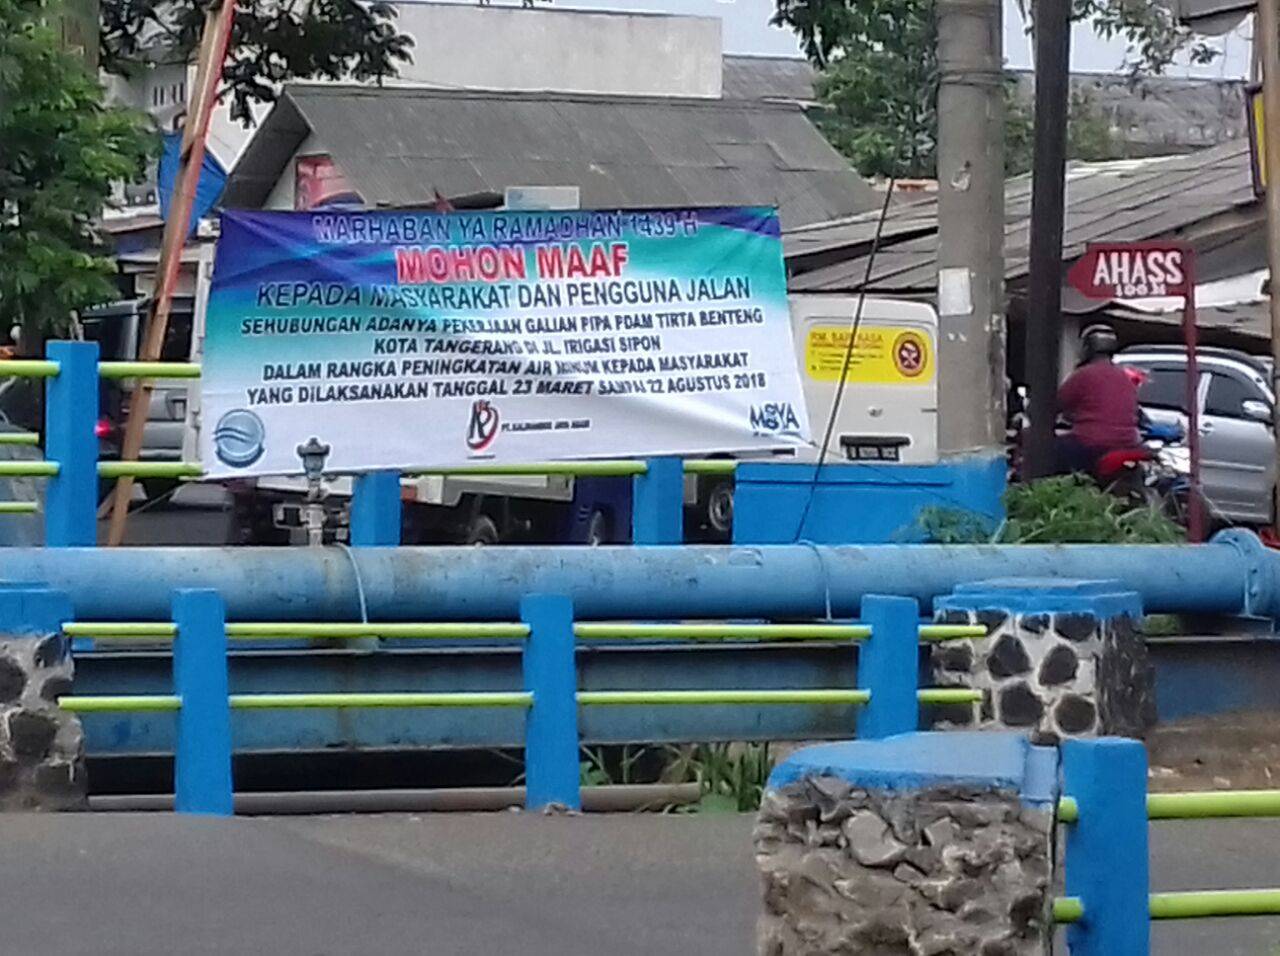 MARHABAN YA RAMADHAN 1439 H
MOHON MAAF
KEPADA MASYARAKAT DAN PENGGUNA JALAN
SEHUBUNGAN ADANYA PEKERJAAN GALIAN PIPA PDAM TIRTA BENTENG
KOTA TANGERANG DI JL. IRIGASI SIPON
DALAM RANGKA PENINGKATAN AIR MINUM KEPADA MASYARAKAT
YANG DILAKSANAKAN TANGGAL 23 MARET SAMPAI 22 AGUSTUS 2018
MOYA
AHASS
100 M